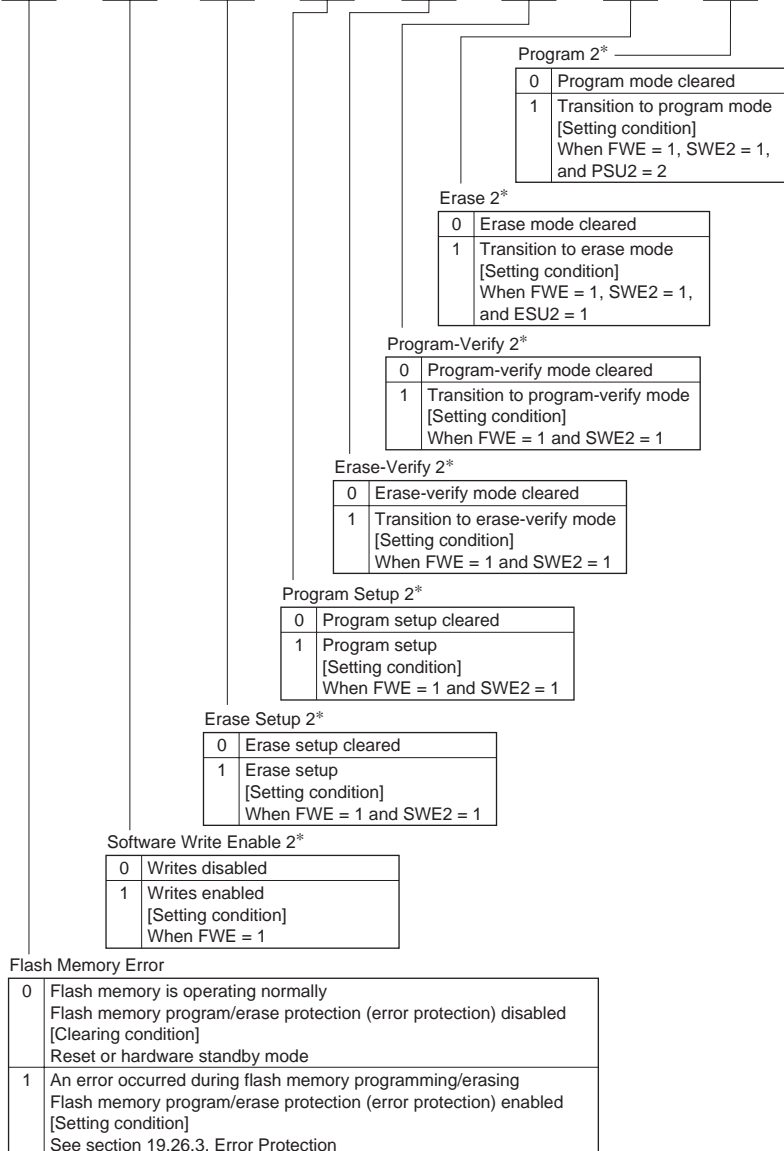 Program 2*
0 Program mode cleared
1 Transition to program mode
[Setting condition]
When FWE = 1, SWE2 = 1,
and PSU2 = 2
Erase 2*
0 Erase mode cleared
1 Transition to erase mode
[Setting condition]
When FWE = 1, SWE2 = 1,
and ESU2 = 1
Program-Verify 2*
0 Program-verify mode cleared
1 Transition to program-verify mode
[Setting condition]
When FWE = 1 and SWE2 = 1
Erase-Verify 2*
0 Erase-verify mode cleared
1 Transition to erase-verify mode
[Setting condition]
When FWE = 1 and SWE2 = 1
Program Setup 2*
0 Program setup cleared
1 Program setup
[Setting condition]
When FWE = 1 and SWE2 = 1
Erase Setup 2*
0 Erase setup cleared
1 Erase setup
[Setting condition]
When FWE = 1 and SWE2 = 1
Software Write Enable 2*
0 Writes disabled
1 Writes enabled
[Setting condition]
When FWE = 1
Flash Memory Error
0 Flash memory is operating normally
Flash memory program/erase protection (error protection) disabled
[Clearing condition]
Reset or hardware standby mode
1 An error occurred during flash memory programming/erasing
Flash memory program/erase protection (error protection) enabled
[Setting condition]
See section 19.26.3, Error Protection